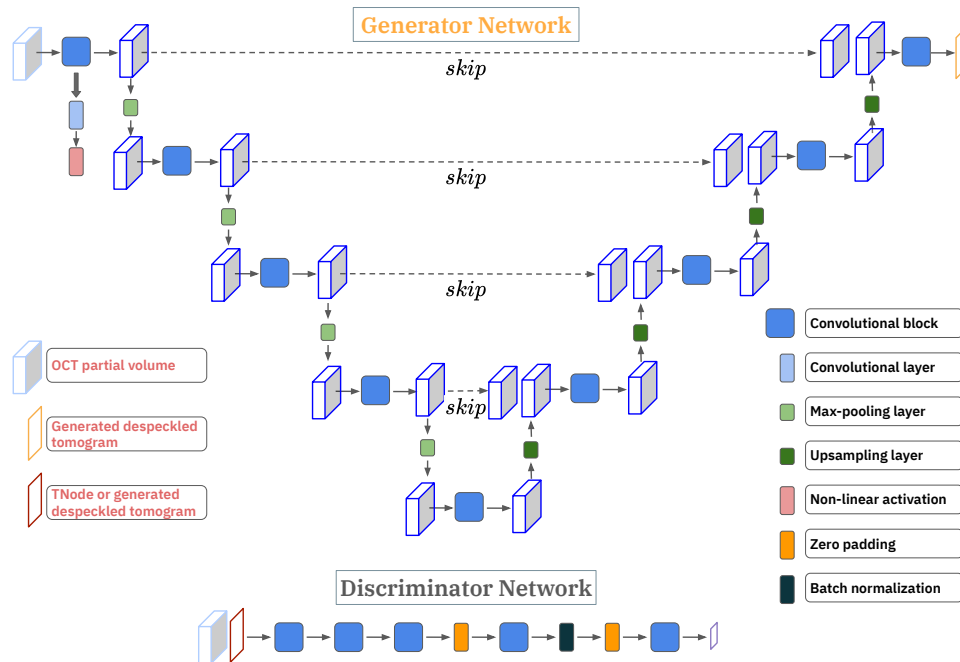 Generator Network
skip
skip
skip
skip
OCT partial volume
Generated despeckled
tomogram
TNode or generated
despeckled tomogram
Convolutional block
Convolutional layer
Max-pooling layer
Upsampling layer
Non-linear activation
Zero padding
Batch normalization
Discriminator Network